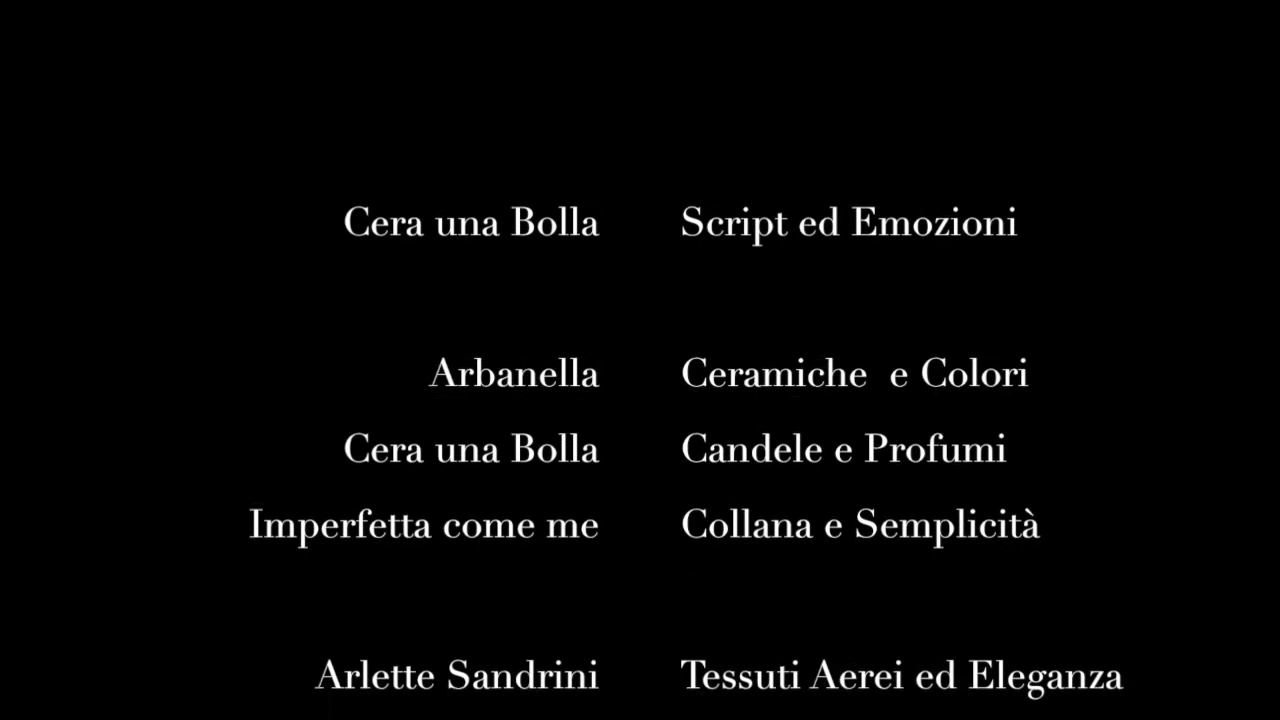 Cera una Bolla Script ed Emozioni
Arbanella Ceramiche e Colori
Cera una Bolla Candele e Profumi
Imperfetta come me Collana e Semplicità
Arlette Sandrini Tessuti Aerei ed Eleganza